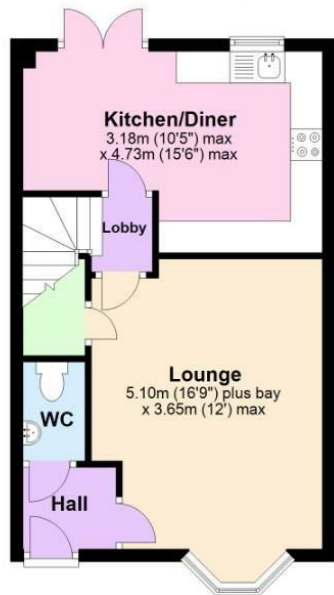 Kitchen/Diner
3.18m (10'5") max
x 4.73m (15'6") max
Lobby
Lounge
5.10m (16'9") plus bay
x 3.65m (12') max
WC
Hall